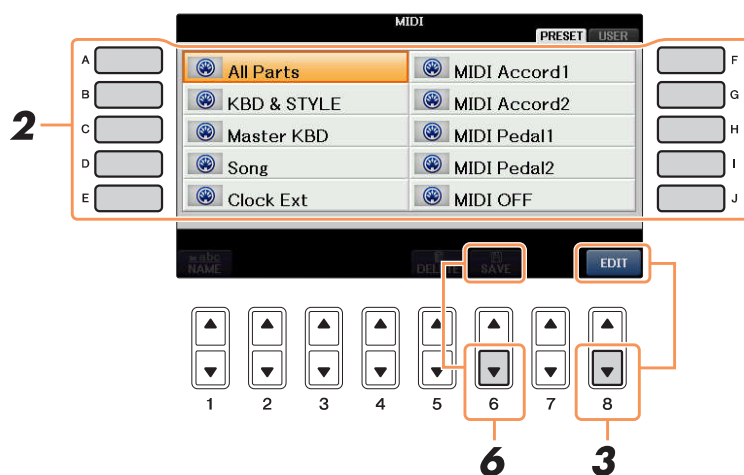 MIDI
PRESET USER
A All Parts MIDI Accord1 F
B KBD & STYLE MIDI Accord2 G
2 C Master KBD MIDI Pedal1 H
D Song MIDI Pedal2 I
E Clock Ext MIDI OFF J
abc
NAME DELETE SAVE EDIT
1 2 3 4 5 6 7 8
6 3